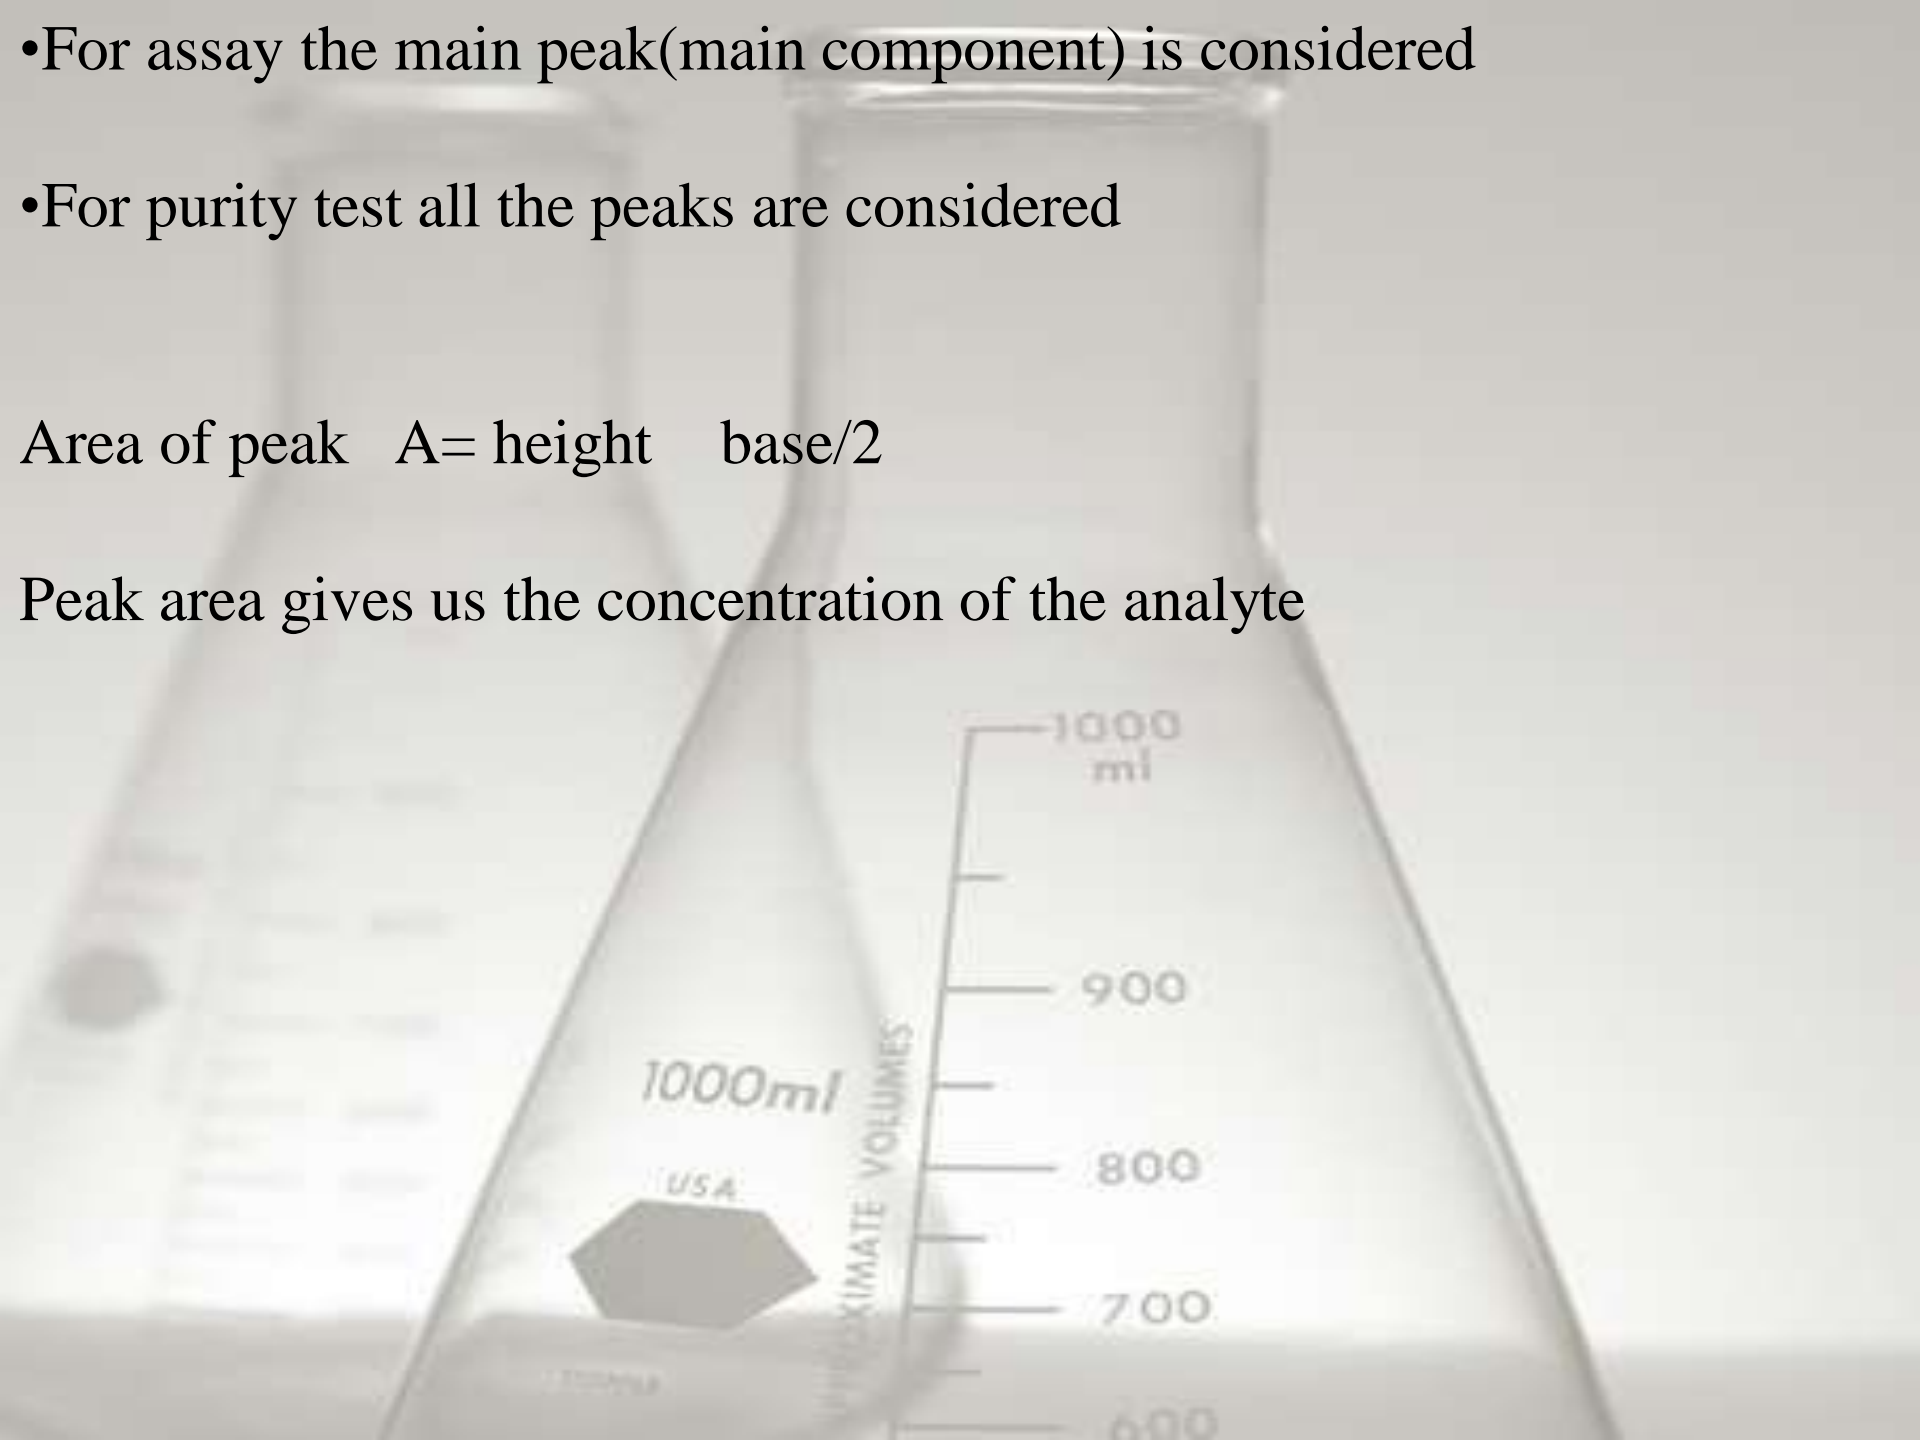 •For assay the main peak(main component) is considered
•For purity test all the peaks are considered
Area of peak A= height base/2
Peak area gives us the concentration of the analyte
1000
ml
900
1000ml
VOLUMES
800
USA
700
600